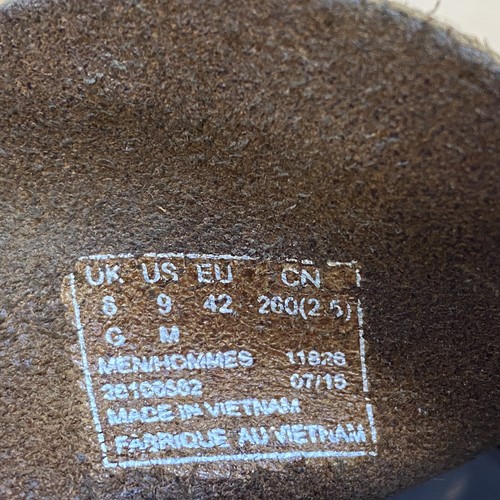 UK US EU CN
8 9 42 260(2.5)
G M
MEN/HOMMES 11826
07/15
MADE IN VIETNAM
FABRIQUE AU VIETNAM